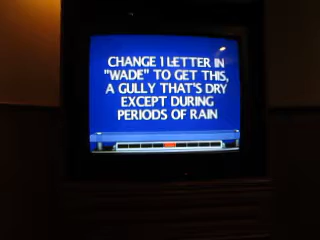 CHANGE 1 LETTER IN
"WADE" TO GET THIS,
A GULLY THAT'S DRY
EXCEPT DURING
PERIODS OF RAIN